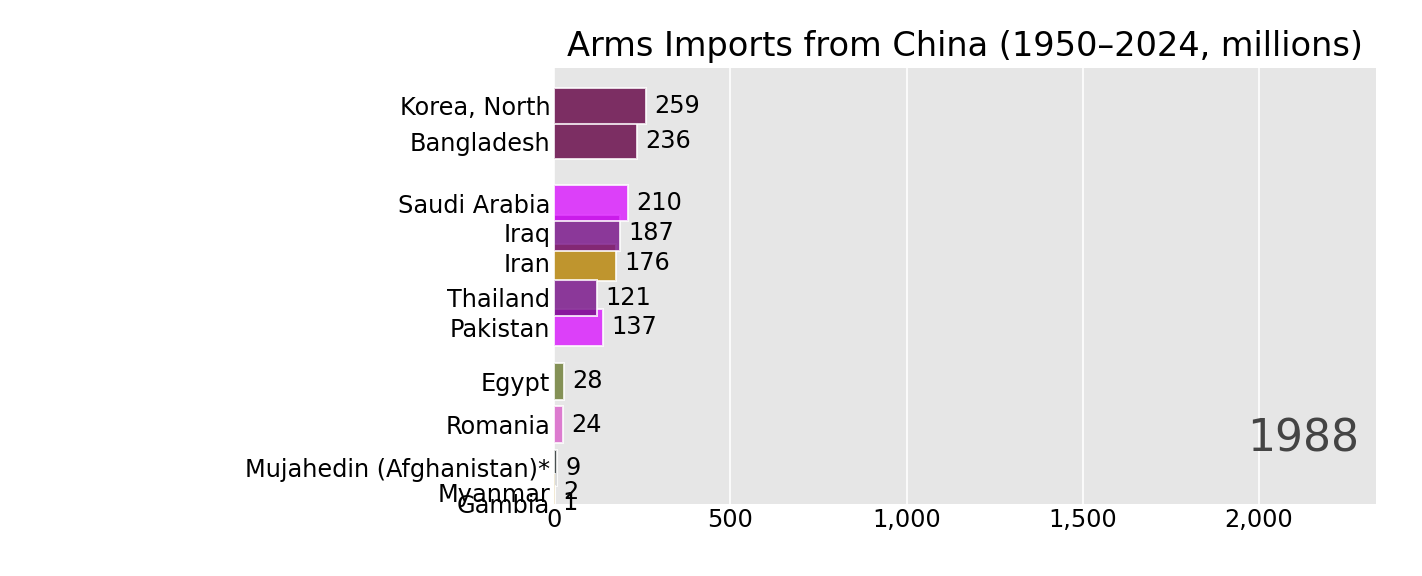 Arms Imports from China (1950–2024, millions)
Korea, North 259
Bangladesh 236
Saudi Arabia 210
Iraq 187
Iran 176
Thailand 121
Pakistan 137
Egypt 28
Romania 24
1988
Mujahedin (Afghanistan)* 9
Myanmar 2
Gambia 1
0 500 1,000 1,500 2,000